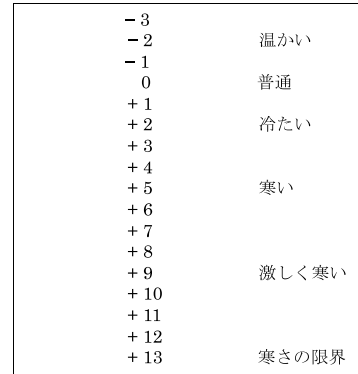 －3
－2 温かい
－1
0 普通
＋1
＋2 冷たい
＋3
＋4
＋5 寒い
＋6
＋7
＋8
＋9 激しく寒い
＋10
＋11
＋12
＋13 寒さの限界